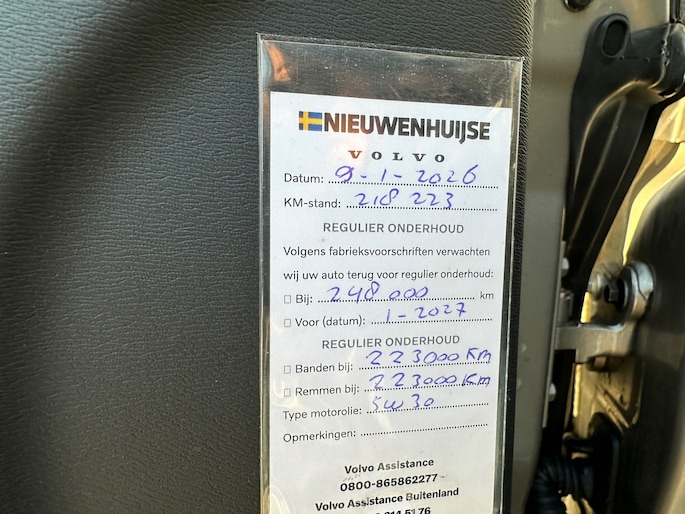 NIEUWENHUIJSE
VOLVO
Datum: 9-1-2026
KM-stand: 218 223
REGULIER ONDERHOUD
Volgens fabrieksvoorschriften verwachten
wij uw auto terug voor regulier onderhoud:
☐ Bij: 248 000 km
☐ Voor (datum): 1-2027
REGULIER ONDERHOUD
☐ Banden bij: 223000 Km
☐ Remmen bij: 223000 Km
Type motorolie: 5w30
Opmerkingen:
Volvo Assistance
0800-865862277
Volvo Assistance Buitenland
76